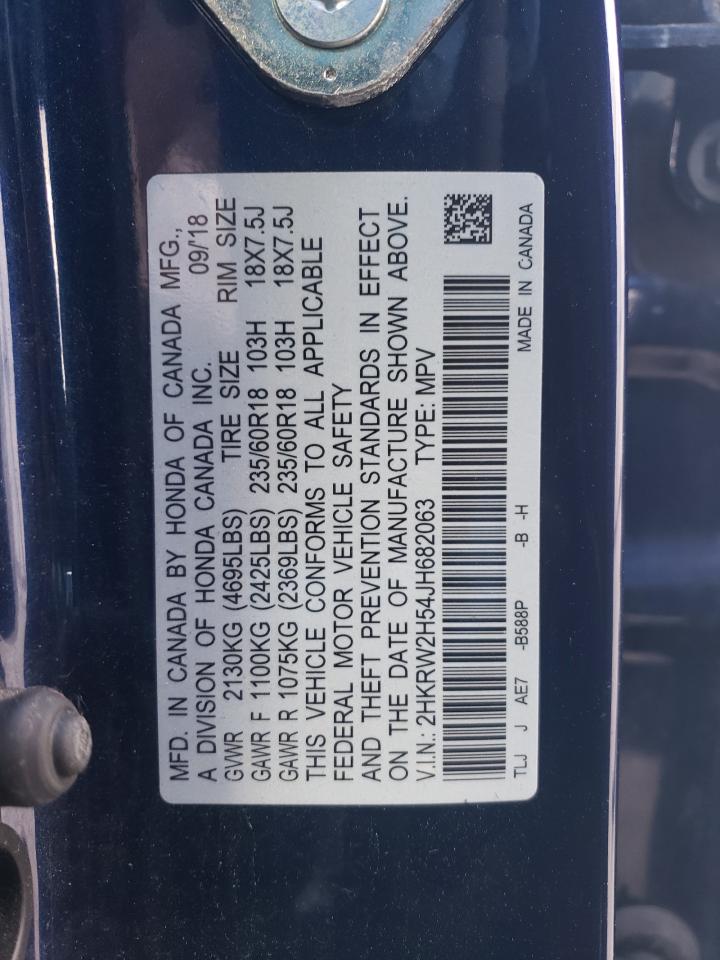 MFD. IN CANADA BY HONDA OF CANADA MFG.,
A DIVISION OF HONDA CANADA INC. 09/'18
GVWR 2130KG (4695LBS) TIRE SIZE RIM SIZE
GAWR F 1100KG (2425LBS) 235/60R18 103H 18X7.5J
GAWR R 1075KG (2369LBS) 235/60R18 103H 18X7.5J
THIS VEHICLE CONFORMS TO ALL APPLICABLE
FEDERAL MOTOR VEHICLE SAFETY
AND THEFT PREVENTION STANDARDS IN EFFECT
ON THE DATE OF MANUFACTURE SHOWN ABOVE.
V.I.N.: 2HKRW2H54JH682063 TYPE: MPV
TLJ J AE7 -B588P -B -H MADE IN CANADA